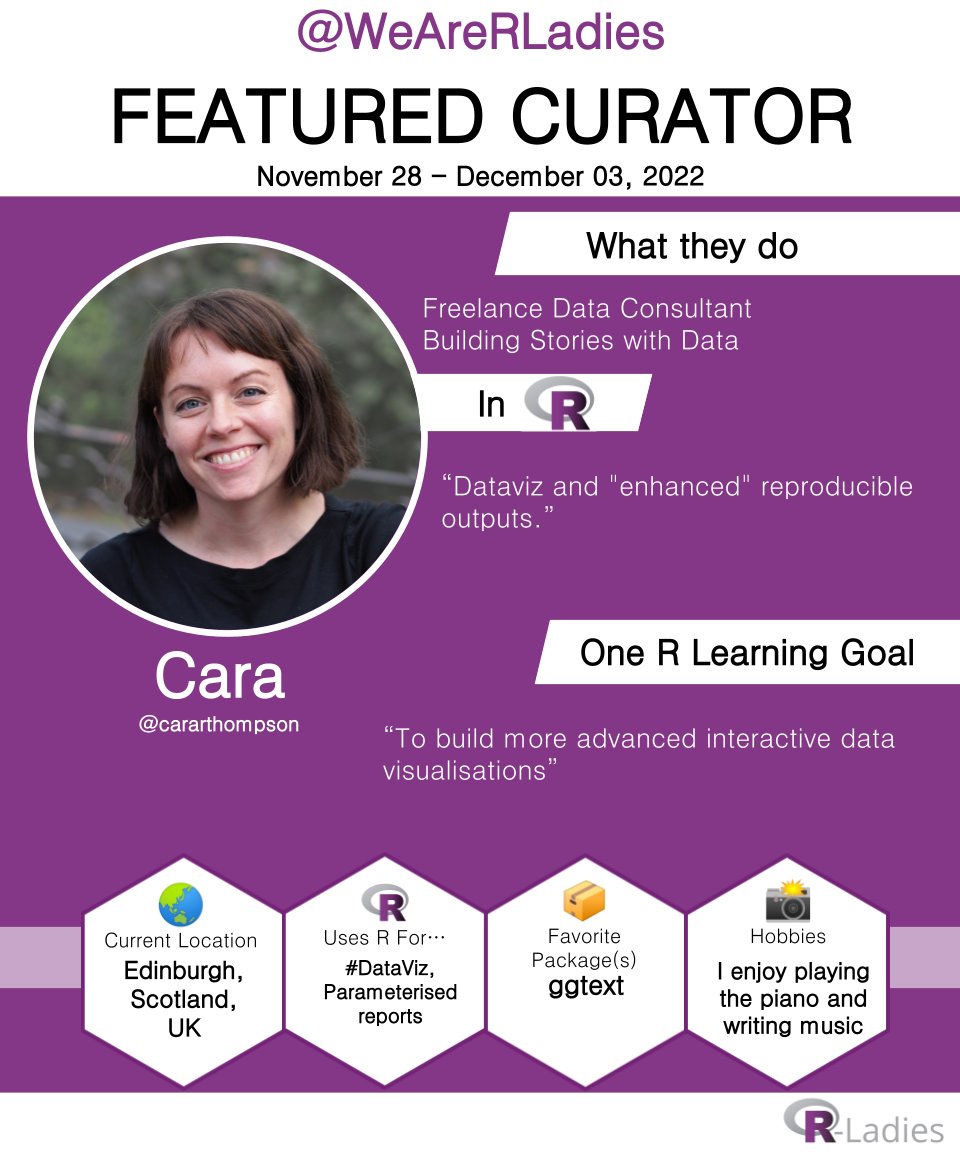 @WeAreRLadies
FEATURED CURATOR
November 28 – December 03, 2022
What they do
Freelance Data Consultant
Building Stories with Data
In R
“Dataviz and "enhanced" reproducible
outputs.”
Cara
@cararthompson
One R Learning Goal
“To build more advanced interactive data
visualisations”
Current Location
Edinburgh,
Scotland,
UK
R
Uses R For…
#DataViz,
Parameterised
reports
Favorite
Package(s)
ggtext
Hobbies
I enjoy playing
the piano and
writing music
R-Ladies